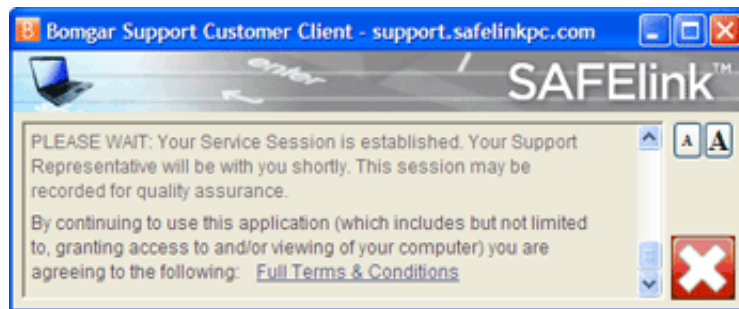 Bomgar Support Customer Client - support.safelinkpc.com
enter
SAFElink™
PLEASE WAIT: Your Service Session is established. Your Support
Representative will be with you shortly. This session may be
recorded for quality assurance.
By continuing to use this application (which includes but not limited
to, granting access to and/or viewing of your computer) you are
agreeing to the following: Full Terms & Conditions
A A